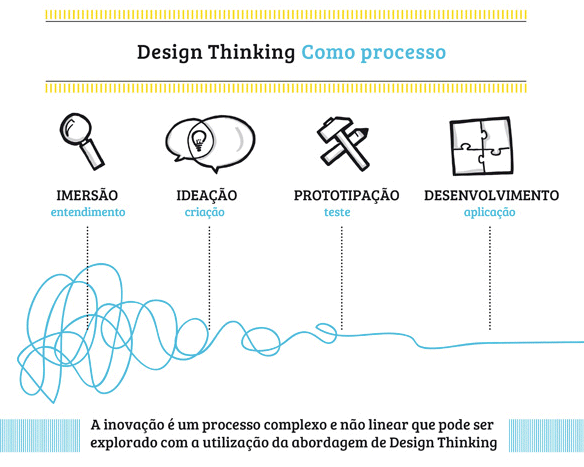 Design Thinking Como processo
IMERSÃO
entendimento
IDEAÇÃO
criação
PROTOTIPAÇÃO
teste
DESENVOLVIMENTO
aplicação
A inovação é um processo complexo e não linear que pode ser
explorado com a utilização da abordagem de Design Thinking